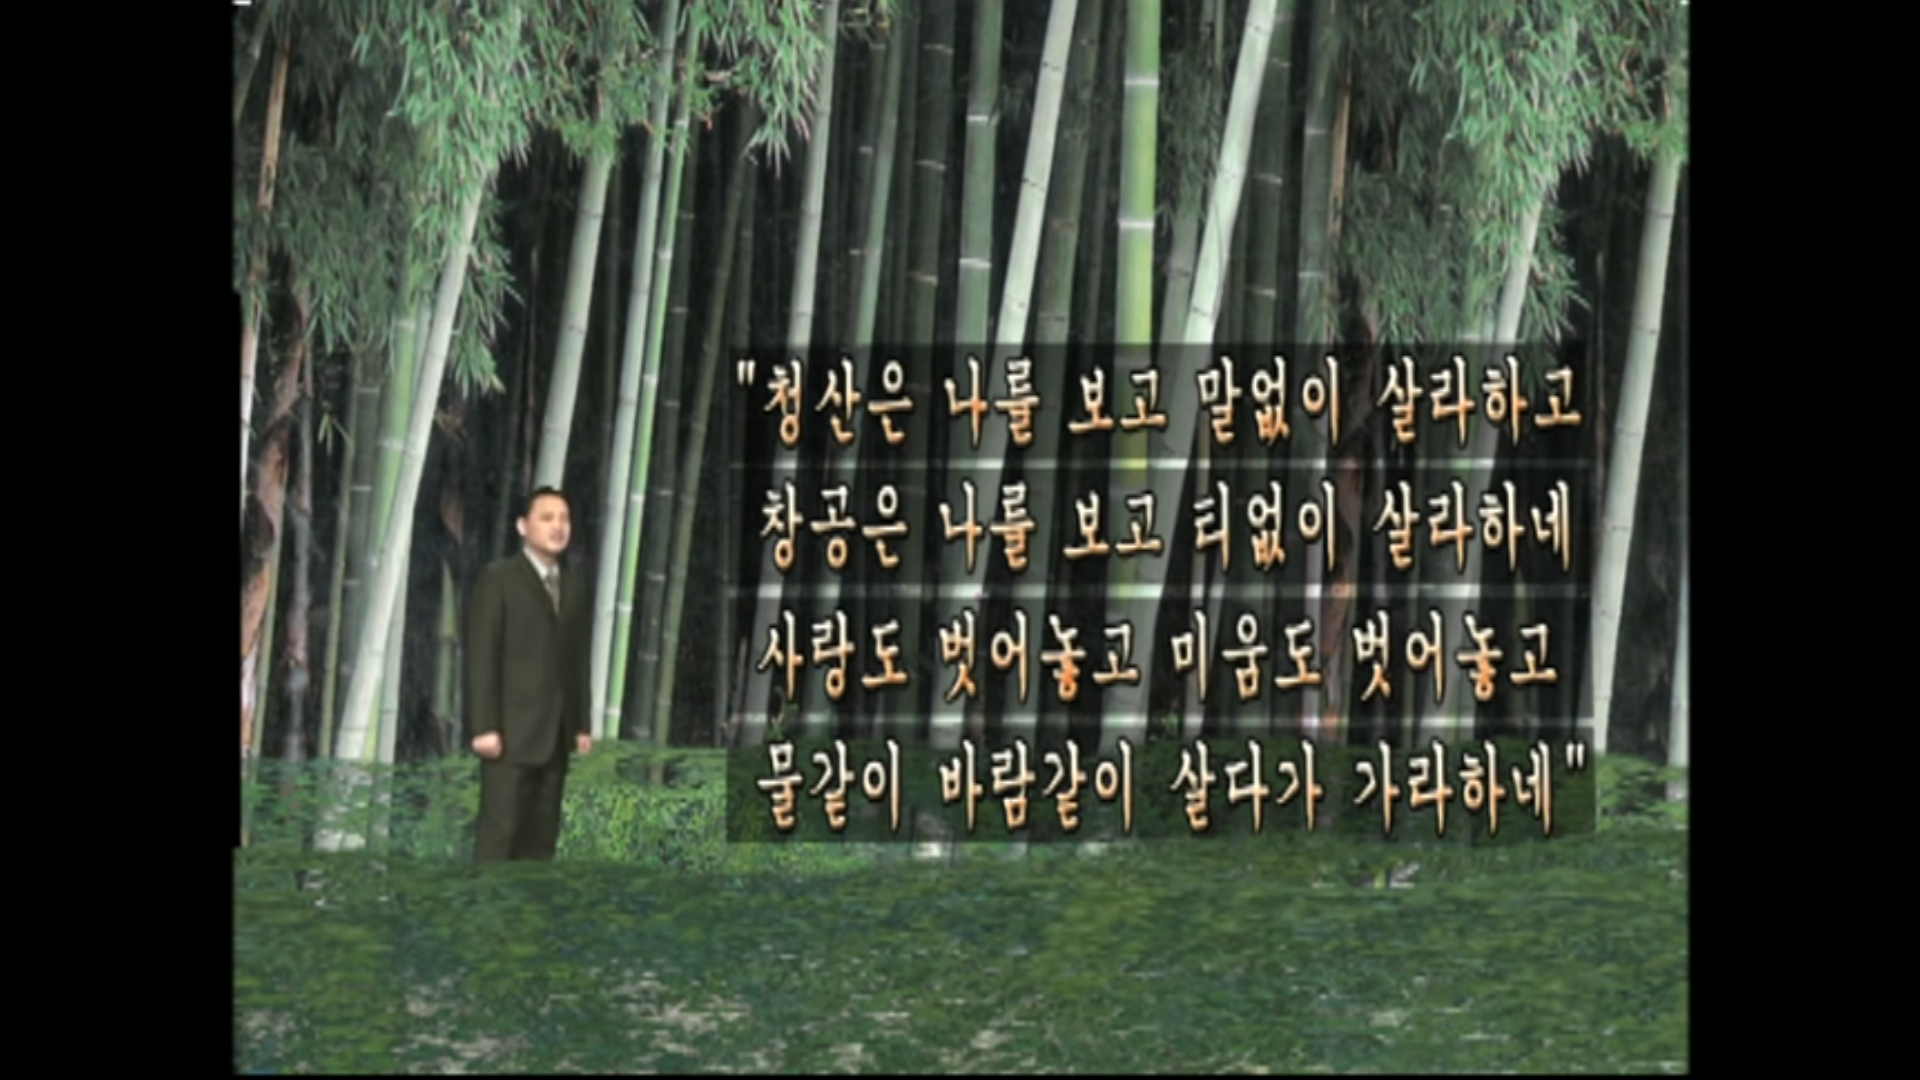 "청산은 나를 보고 말없이 살라하고
창공은 나를 보고 티없이 살라하네
사랑도 벗어놓고 미움도 벗어놓고
물같이 바람같이 살다가 가라하네"